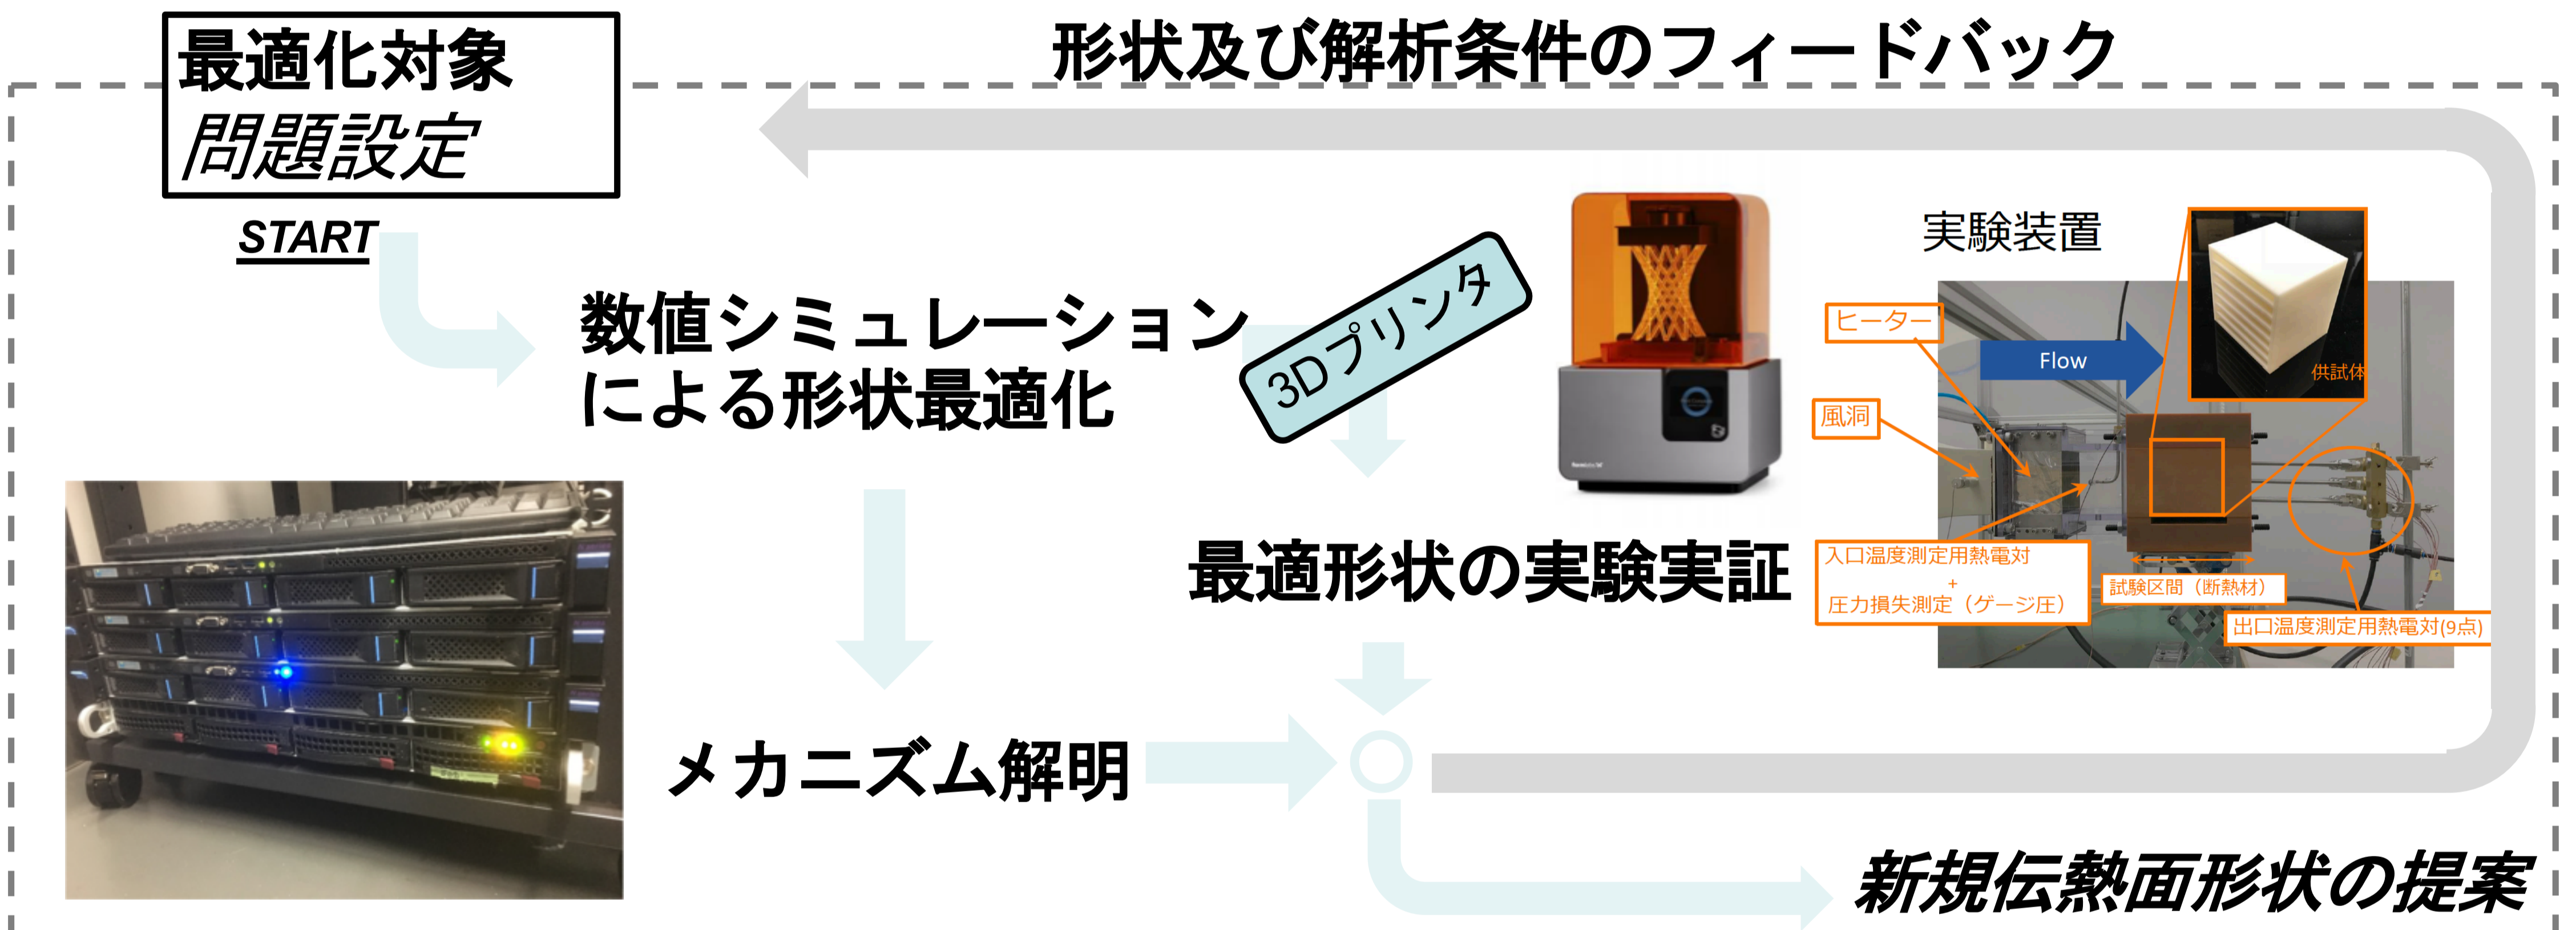 最適化対象
問題設定
START
形状及び解析条件のフィードバック
数値シミュレーション
による形状最適化
3Dプリンタ
実験装置
ヒーター
Flow
供試体
風洞
入口温度測定用熱電対
+
圧力損失測定（ゲージ圧）
試験区間（断熱材）
出口温度測定用熱電対(9点)
最適形状の実験実証
メカニズム解明
新規伝熱面形状の提案